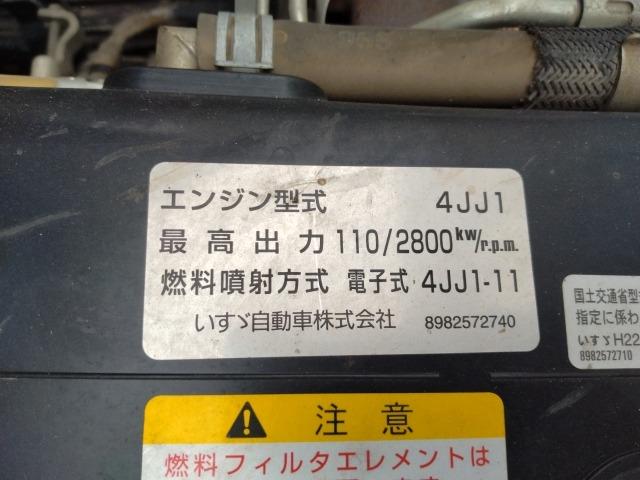 エンジン型式 4JJ1
最高出力 110/2800kw/r.p.m.
燃料噴射方式 電子式 4JJ1-11
いすゞ自動車株式会社 8982572740
国土交通省型
指定に係わ
いすゞH22
8982572710
注意
燃料フィルタエレメントは